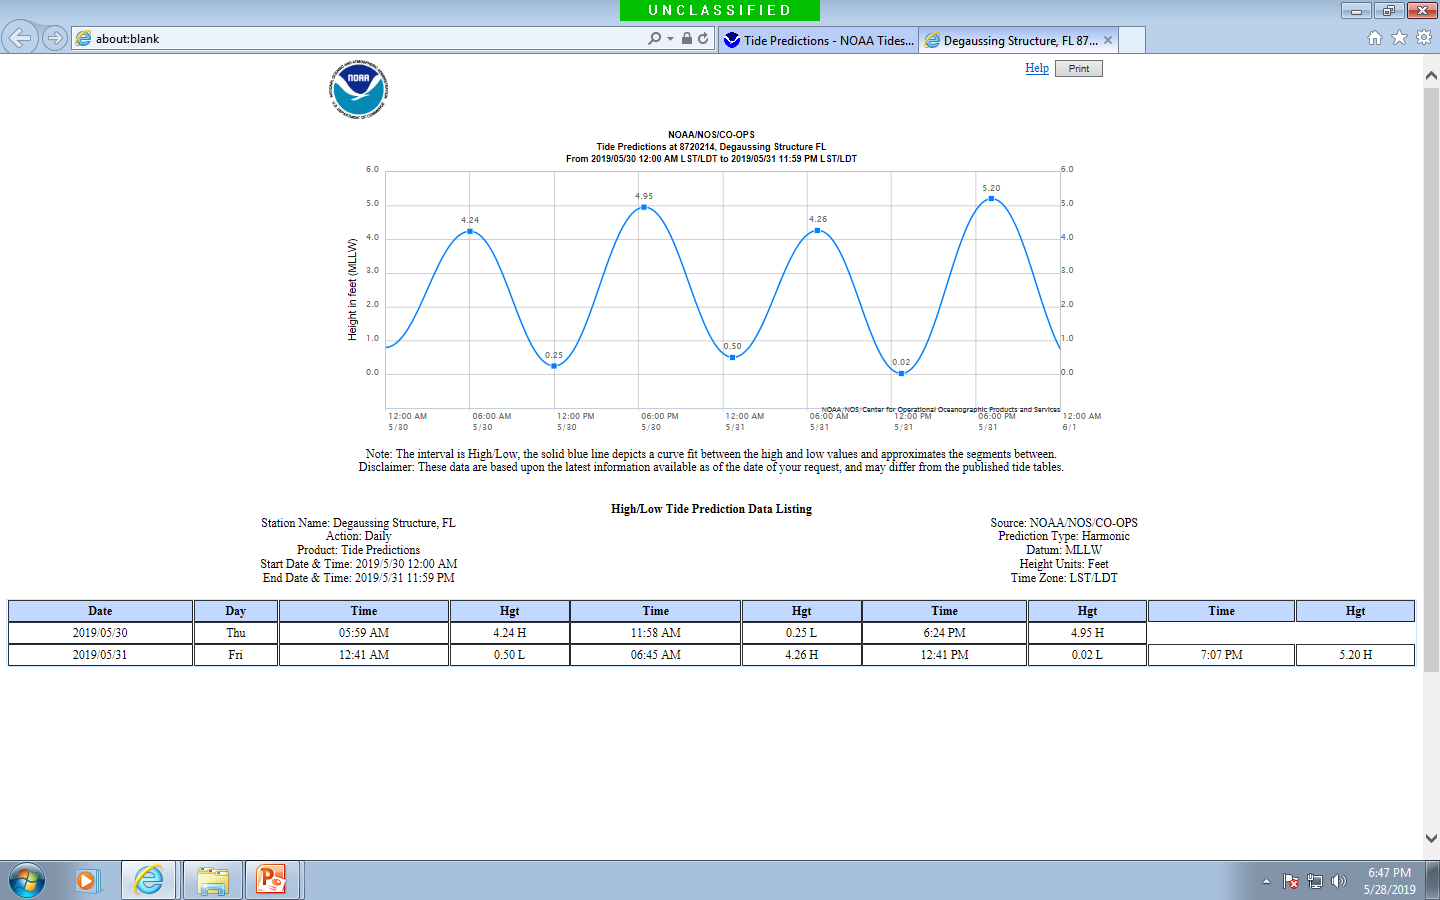 UNCLASSIFIED
about:blank
Tide Predictions - NOAA Tides...
Degaussing Structure, FL 87...
NOAA
Help
Print
NOAA/NOS/CO-OPS
Tide Predictions at 8720214, Degaussing Structure FL
From 2019/05/30 12:00 AM LST/LDT to 2019/05/31 11:59 PM LST/LDT
Height in feet (MLLW)
6.0 6.0
5.0 5.0
4.0 4.0
3.0 3.0
2.0 2.0
1.0 1.0
0.0 0.0
4.24 0.25 4.95 0.50 4.26 0.02 5.20
NOAA/NOS/Center for Operational Oceanographic Products and Services
12:00 AM 06:00 AM 12:00 PM 06:00 PM 12:00 AM 06:00 AM 12:00 PM 06:00 PM 12:00 AM
5/30 5/30 5/30 5/30 5/31 5/31 5/31 5/31 6/1
Note: The interval is High/Low, the solid blue line depicts a curve fit between the high and low values and approximates the segments between.
Disclaimer: These data are based upon the latest information available as of the date of your request, and may differ from the published tide tables.
High/Low Tide Prediction Data Listing
Station Name: Degaussing Structure, FL
Action: Daily
Product: Tide Predictions
Start Date & Time: 2019/5/30 12:00 AM
End Date & Time: 2019/5/31 11:59 PM
Source: NOAA/NOS/CO-OPS
Prediction Type: Harmonic
Datum: MLLW
Height Units: Feet
Time Zone: LST/LDT
Date Day Time Hgt Time Hgt Time Hgt Time Hgt
2019/05/30 Thu 05:59 AM 4.24 H 11:58 AM 0.25 L 6:24 PM 4.95 H
2019/05/31 Fri 12:41 AM 0.50 L 06:45 AM 4.26 H 12:41 PM 0.02 L 7:07 PM 5.20 H
6:47 PM
5/28/2019